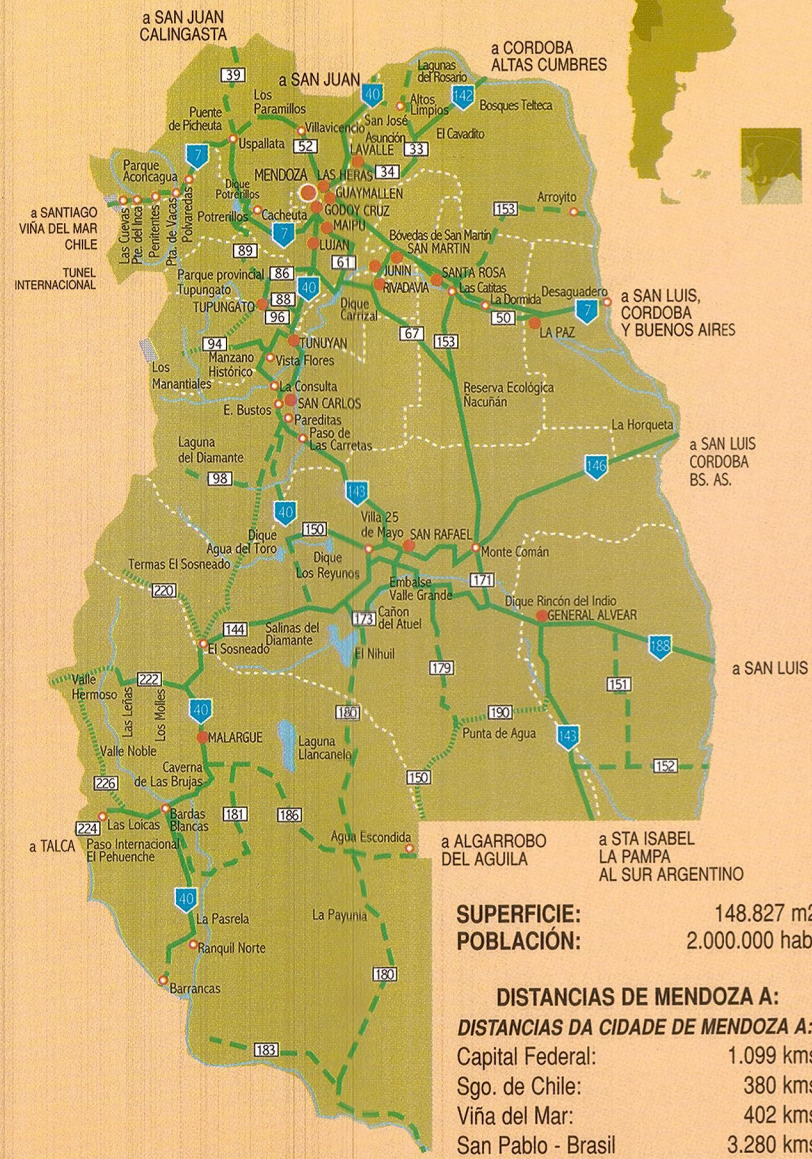 a SAN JUAN
CALINGASTA
39
a SAN JUAN
40
a CORDOBA
ALTAS CUMBRES
Lagunas
del Rosario
142
Altos
Limpios
Bosques Telteca
Los
Paramillos
Puente
de Picheuta
Villavicencio
San José
El Cavadito
Asunción
Uspallata
52
33
LAVALLE
34
7
Parque
Aconcagua
MENDOZA
LAS HERAS
GUAYMALLEN
Dique
Potrerillos
GODOY CRUZ
Arroyito
153
a SANTIAGO
VIÑA DEL MAR
CHILE
Las Cuevas
Pte. del Inca
Penitentes
Pta. de Vacas
Polvaredas
Potrerillos
Cacheuta
MAIPU
7
LUJAN
Bóvedas de San Martín
SAN MARTIN
89
61
TUNEL
INTERNACIONAL
Parque provincial
Tupungato
86
JUNIN
SANTA ROSA
RIVADAVIA
Las Catitas
40
88
TUPUNGATO
96
Dique
Carrizal
La Dormida
Desaguadero
a SAN LUIS,
CORDOBA
Y BUENOS AIRES
50
7
LA PAZ
67
153
94
TUNUYAN
Manzano
Histórico
Vista Flores
Los
Manantiales
La Consulta
Reserva Ecológica
Ñacuñán
E. Bustos
SAN CARLOS
Pareditas
Paso de
Las Carretas
La Horqueta
Laguna
del Diamante
a SAN LUIS
CORDOBA
BS. AS.
98
146
143
40
Villa 25
de Mayo
150
SAN RAFAEL
Dique
Agua del Toro
Monte Comán
Dique
Los Reyunos
Termas El Sosneado
Embalse
Valle Grande
171
220
Dique Rincón del Indio
GENERAL ALVEAR
173
Cañon
del Atuel
144
Salinas del
Diamante
El Sosneado
El Nihuil
188
a SAN LUIS
179
222
Valle
Hermoso
151
Las Leñas
Los Molles
40
180
190
MALARGUE
Punta de Agua
143
Laguna
Llancanelo
Valle Noble
Caverna
de Las Brujas
152
150
226
181
186
Bardas
Blancas
224
Las Loicas
a TALCA
Paso Internacional
El Pehuenche
Agua Escondida
a ALGARROBO
DEL AGUILA
a STA ISABEL
LA PAMPA
AL SUR ARGENTINO
40
La Pasrela
La Payunia
SUPERFICIE: 148.827 m2
POBLACIÓN: 2.000.000 hab
Ranquil Norte
180
Barrancas
DISTANCIAS DE MENDOZA A:
DISTANCIAS DA CIDADE DE MENDOZA A:
183
Capital Federal: 1.099 kms
Sgo. de Chile: 380 kms
Viña del Mar: 402 kms
San Pablo - Brasil 3.280 kms